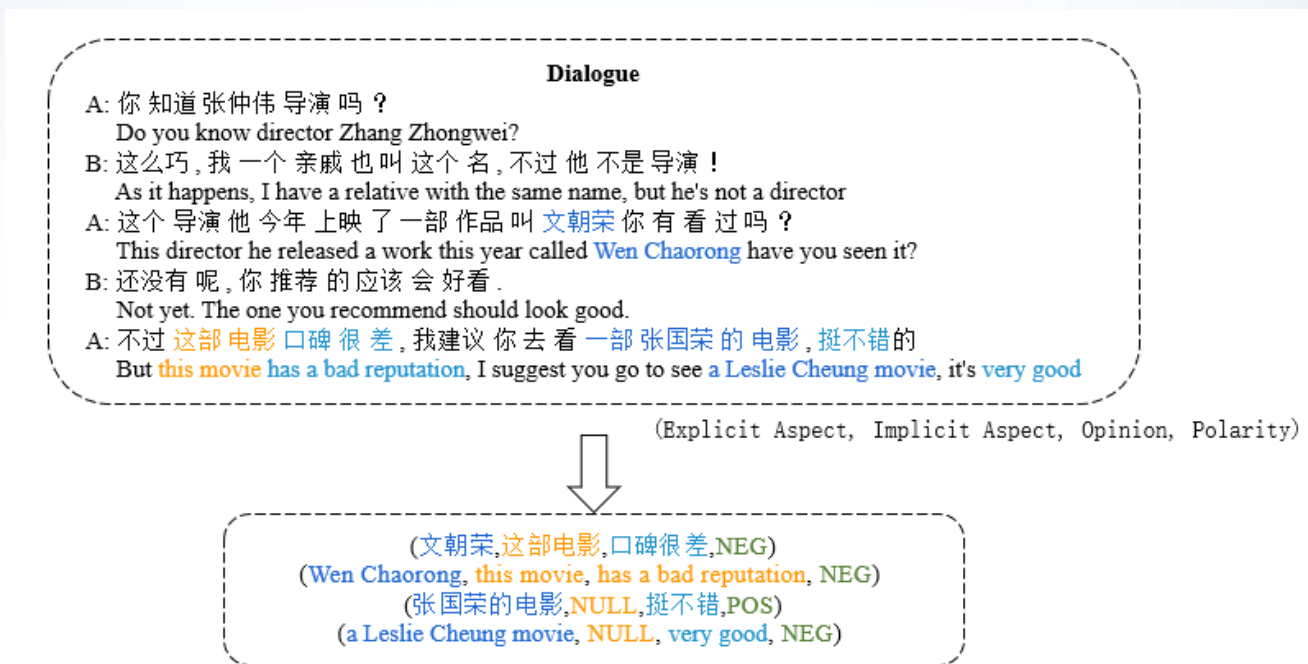 Dialogue
A: 你 知道 张仲伟 导演 吗 ?
Do you know director Zhang Zhongwei?
B: 这么巧 , 我 一个 亲戚 也叫 这个 名 , 不过 他 不是 导演 !
As it happens, I have a relative with the same name, but he's not a director
A: 这个 导演 他 今年 上映 了 一部 作品 叫 文朝荣 你 有 看 过 吗 ?
This director he released a work this year called Wen Chaorong have you seen it?
B: 还没有 呢 , 你 推荐 的 应该 会 好看 .
Not yet. The one you recommend should look good.
A: 不过 这部 电影 口碑 很 差 , 我 建议 你 去 看 一部 张国荣 的 电影 , 挺不错的
But this movie has a bad reputation, I suggest you go to see a Leslie Cheung movie, it's very good
(Explicit Aspect, Implicit Aspect, Opinion, Polarity)
(文朝荣,这部电影,口碑很差,NEG)
(Wen Chaorong, this movie, has a bad reputation, NEG)
(张国荣的电影,NULL,挺不错,POS)
(a Leslie Cheung movie, NULL, very good, NEG)